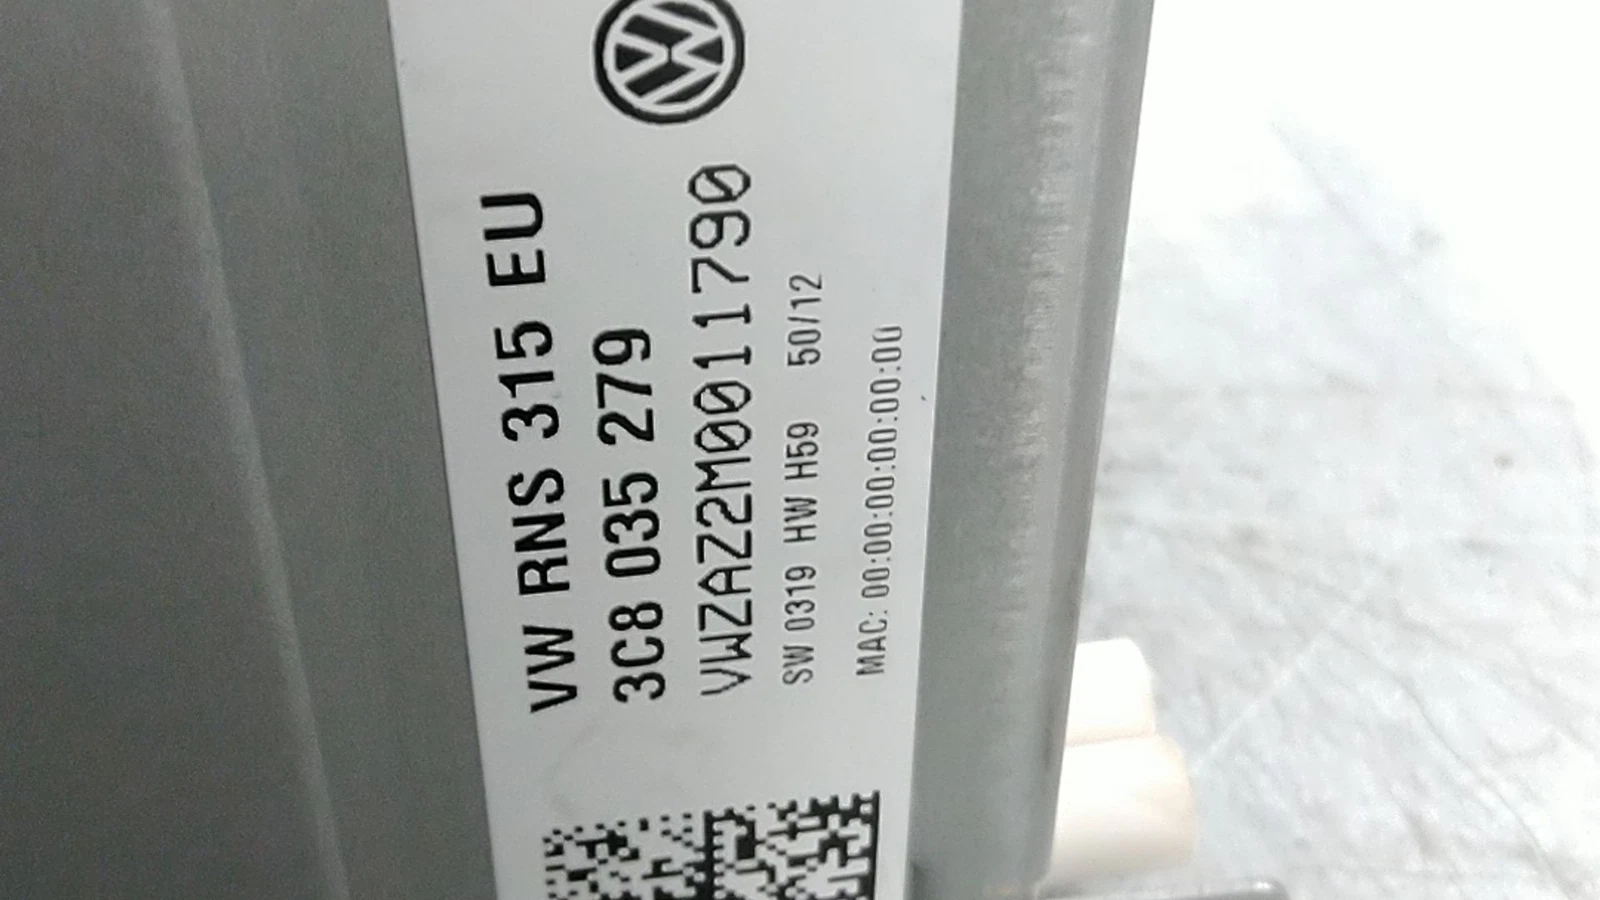 VW RNS 315 EU
3C8 035 279
VWZAZ2M0011790
SW 0319 HW H59 50/12
MAC: 00:00:00:00:00:00